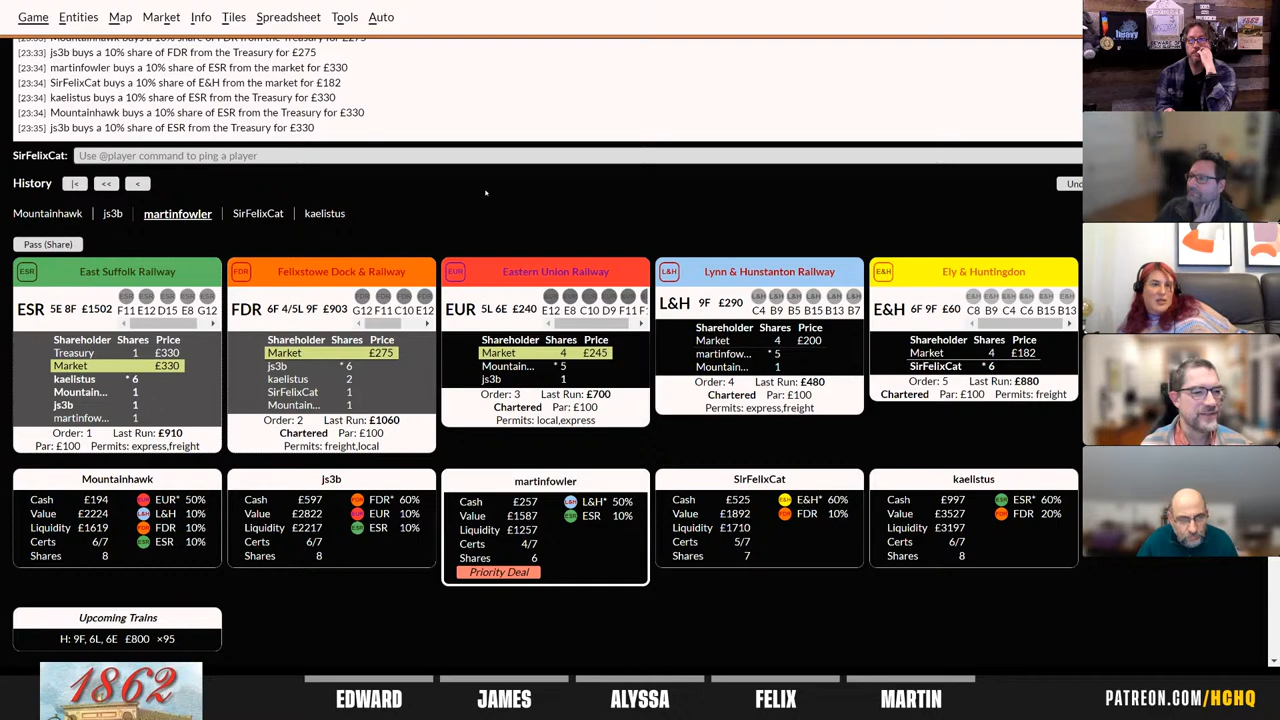 Game Entities Map Market Info Tiles Spreadsheet Tools Auto
[23:33] js3b buys a 10% share of FDR from the Treasury for £275
[23:34] martinfowler buys a 10% share of ESR from the market for £330
[23:34] SirFelixCat buys a 10% share of E&H from the market for £182
[23:34] kaelistus buys a 10% share of ESR from the Treasury for £330
[23:34] Mountainhawk buys a 10% share of ESR from the Treasury for £330
[23:35] js3b buys a 10% share of ESR from the Treasury for £330
SirFelixCat: Use @player command to ping a player
History |< << < Und
Mountainhawk js3b martinfowler SirFelixCat kaelistus
Pass (Share)
ESR East Suffolk Railway
ESR 5E 8F £1502
F11 E12 D15 E8 G12
Shareholder Shares Price
Treasury 1 £330
Market £330
kaelistus * 6
Mountain... 1
js3b 1
martinfow... 1
Order: 1 Last Run: £910
Par: £100 Permits: express,freight
FDR Felixstowe Dock & Railway
FDR 6F 4/5L 9F £903
G12 F11 C10 E12
Shareholder Shares Price
Market £275
js3b * 6
kaelistus 2
SirFelixCat 1
Mountain... 1
Order: 2 Last Run: £1060
Chartered Par: £100
Permits: freight,local
EUR Eastern Union Railway
EUR 5L 6E £240
E12 E8 C10 D9 F11 F1
Shareholder Shares Price
Market 4 £245
Mountain... * 5
js3b 1
Order: 3 Last Run: £700
Chartered Par: £100
Permits: local,express
L&H Lynn & Hunstanton Railway
L&H 9F £290
C4 B9 B5 B15 B13 B7
Shareholder Shares Price
Market 4 £200
martinfow... * 5
Mountain... 1
Order: 4 Last Run: £480
Chartered Par: £100
Permits: express,freight
E&H Ely & Huntingdon
E&H 6F 9F £60
C8 B9 C4 C6 B15 B13
Shareholder Shares Price
Market 4 £182
SirFelixCat * 6
Order: 5 Last Run: £880
Chartered Par: £100 Permits: freight
Mountainhawk
Cash £194 EUR* 50%
Value £2224 L&H 10%
Liquidity £1619 FDR 10%
Certs 6/7 ESR 10%
Shares 8
js3b
Cash £597 FDR* 60%
Value £2822 EUR 10%
Liquidity £2217 ESR 10%
Certs 6/7
Shares 8
martinfowler
Cash £257 L&H* 50%
Value £1587 ESR 10%
Liquidity £1257
Certs 4/7
Shares 6
Priority Deal
SirFelixCat
Cash £525 E&H* 60%
Value £1892 FDR 10%
Liquidity £1710
Certs 5/7
Shares 7
kaelistus
Cash £997 ESR* 60%
Value £3527 FDR 20%
Liquidity £3197
Certs 6/7
Shares 8
Upcoming Trains
H: 9F, 6L, 6E £800 ×95
1862
EDWARD JAMES ALYSSA FELIX MARTIN
PATREON.COM/HCHQ